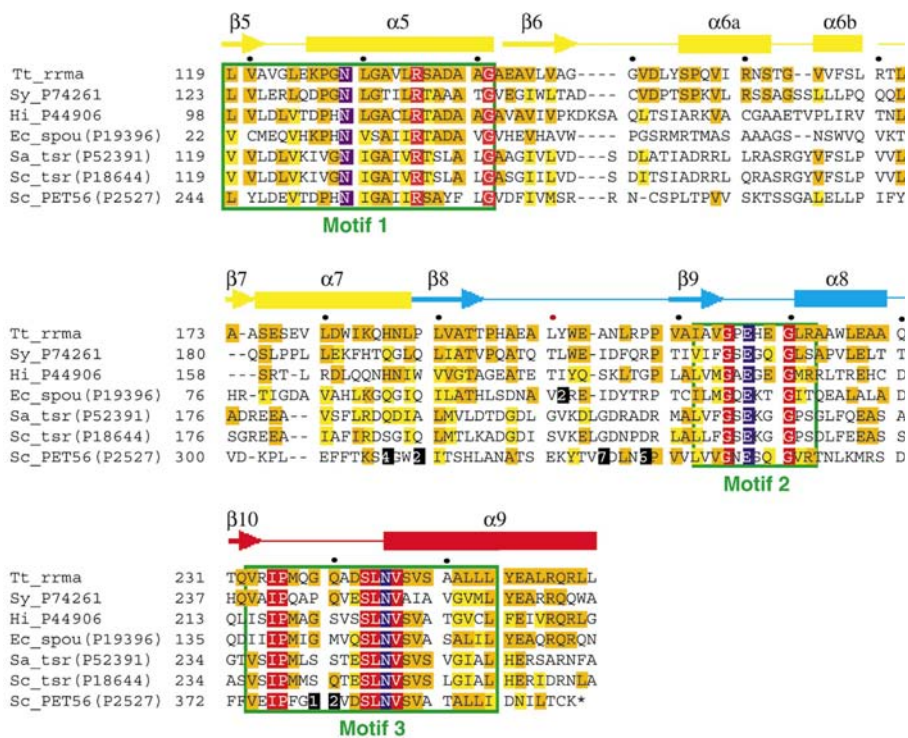 β5 α5 β6 α6a α6b
Tt_rrma 119 L VAVGLEKPGN LGAVLRSADA AGAEAVLVAG---- GVDLYSPQVI RNSTG--VVFSL RTL
Sy_P74261 123 L VLERLQDPGN LGTILRTAAA TGVEGIWLTAD--- CVDPTSPKVL RSSAGSSLLLPQ QQL
Hi_P44906 98 L VLDLVTDPHN LGACLRTADA AGAVAVIVPKDKSA QLTSIARKVA CGAAETVPLIRV TNL
Ec_spou(P19396) 22 V CMEQVHKPHN VSAIIRTADA VGVHEVHAVW---- PGSRMRTMAS AAAGS-NSWVQV KT
Sa_tsr(P52391) 119 V VLDLVKIVGN IGAIVRTSLA LGAAGIVLVD---S DLATIADRRL LRASRGYVFSLP VVL
Sc_tsr(P18644) 119 V VVDLVKIVGN IGAIVRTSLA LGASGIILVD---S DITSIADRRL QRASRGYVFSLP VVL
Sc_PET56(P2527) 244 L YLDEVTDPHN IGAIIRSAYF LGVDFIVMSR---R N-CSPLTPVV SKTSSGALELLP IFY
Motif 1
β7 α7 β8 β9 α8
Tt_rrma 173 A-ASESEV LDWIKQHNLP LVATTPHAEA LYWE-ANLRPP VAIAVGPEHE GLRAAWLEAA Q
Sy_P74261 180 --QSLPPL LEKFHTQGLQ LIATVPQATQ TLWE-IDFQRP TIVIFGSEGQ GLSAPVLELT T
Hi_P44906 158 ---SRT-L RDLQQNHNIW VVGTAGEATE TIYQ-SKLTGP LALVMGAEGE GMRRLTREHC D
Ec_spou(P19396) 76 HR-TIGDA VAHLKGQGIQ ILATHLSDNA V2RE-IDYTRP TCILMGQEKT GITQEALALA D
Sa_tsr(P52391) 176 ADREEA-- VSFLRDQDIA LMVLDTDGDL GVKDLGDRADR MALVFGSEKG GPSGLFQEAS A
Sc_tsr(P18644) 176 SGREEA-- IAFIRDSGIQ LMTLKADGDI SVKELGDNPDR LALLFGSEKG GPSDLFEEAS S
Sc_PET56(P2527) 300 VD-KPL-- EFFTKS4GW2 ITSHLANATS EKYTV7DLN6P VVLVVGNESQ GVRTNLKMRS D
Motif 2
β10 α9
Tt_rrma 231 TQVRIPMQG QADSLNVSVS AALLL YEALRQRLL
Sy_P74261 237 HQVAIPQAP QVESLNVAIA VGVML YEARRQQWA
Hi_P44906 213 QLISIPMAG SVSSLNVSVA TGVCL FEIVRQRLG
Ec_spou(P19396) 135 QDIIIPMIG MVQSLNVSVA SALIL YEAQRQRQN
Sa_tsr(P52391) 234 GTVSIPMLS STESLNVSVS VGIAL HERSARNFA
Sc_tsr(P18644) 234 ASVSIPMMS QTESLNVSVS LGIAL HERIDRNLA
Sc_PET56(P2527) 372 FFVEIPFG1 2VDSLNVSVA TALLI DNILTCK*
Motif 3